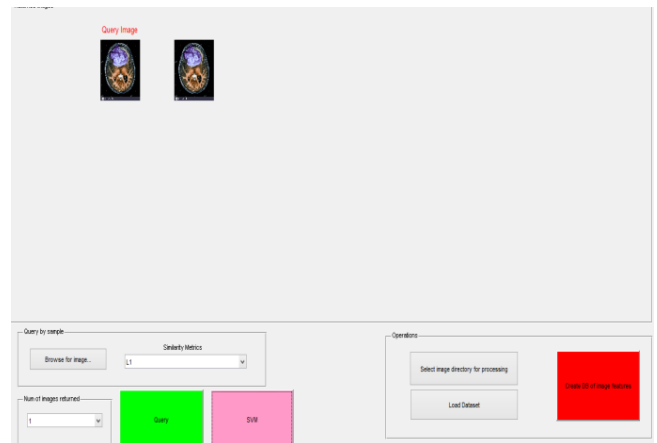 Query Image
Query by sample
Browse for image...
Similarity Metrics
L1
Num of images returned
1
Query
SVM
Operations
Select image directory for processing
Load Dataset
Create DB of image features